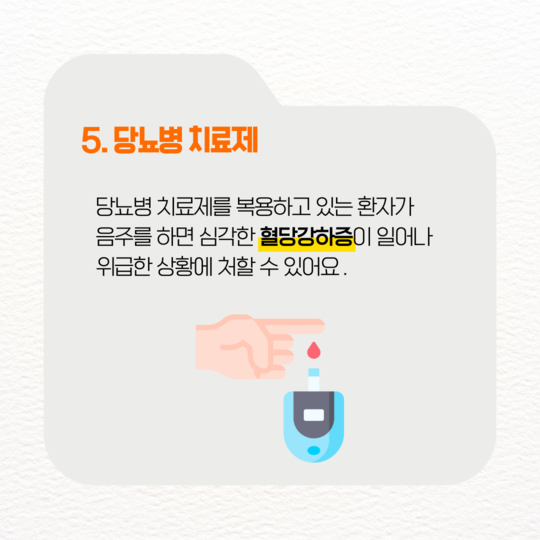 5. 당뇨병 치료제
당뇨병 치료제를 복용하고 있는 환자가
음주를 하면 심각한 혈당강하증이 일어나
위급한 상황에 처할 수 있어요.